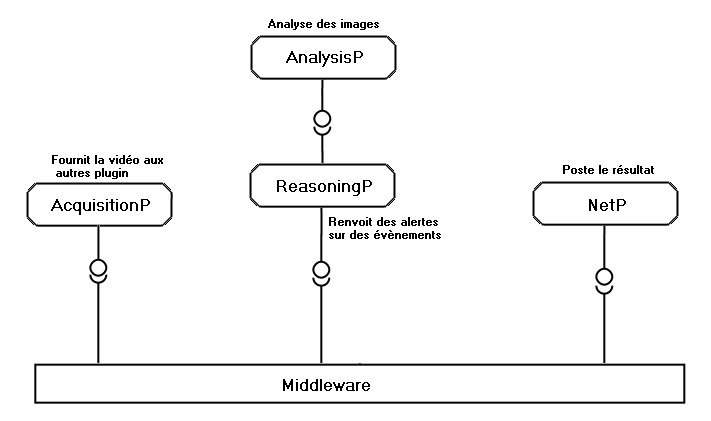 Analyse des images
AnalysisP
Fournit la vidéo aux
autres plugin
AcquisitionP
ReasoningP
Renvoit des alertes
sur des évènements
Poste le résultat
NetP
Middleware